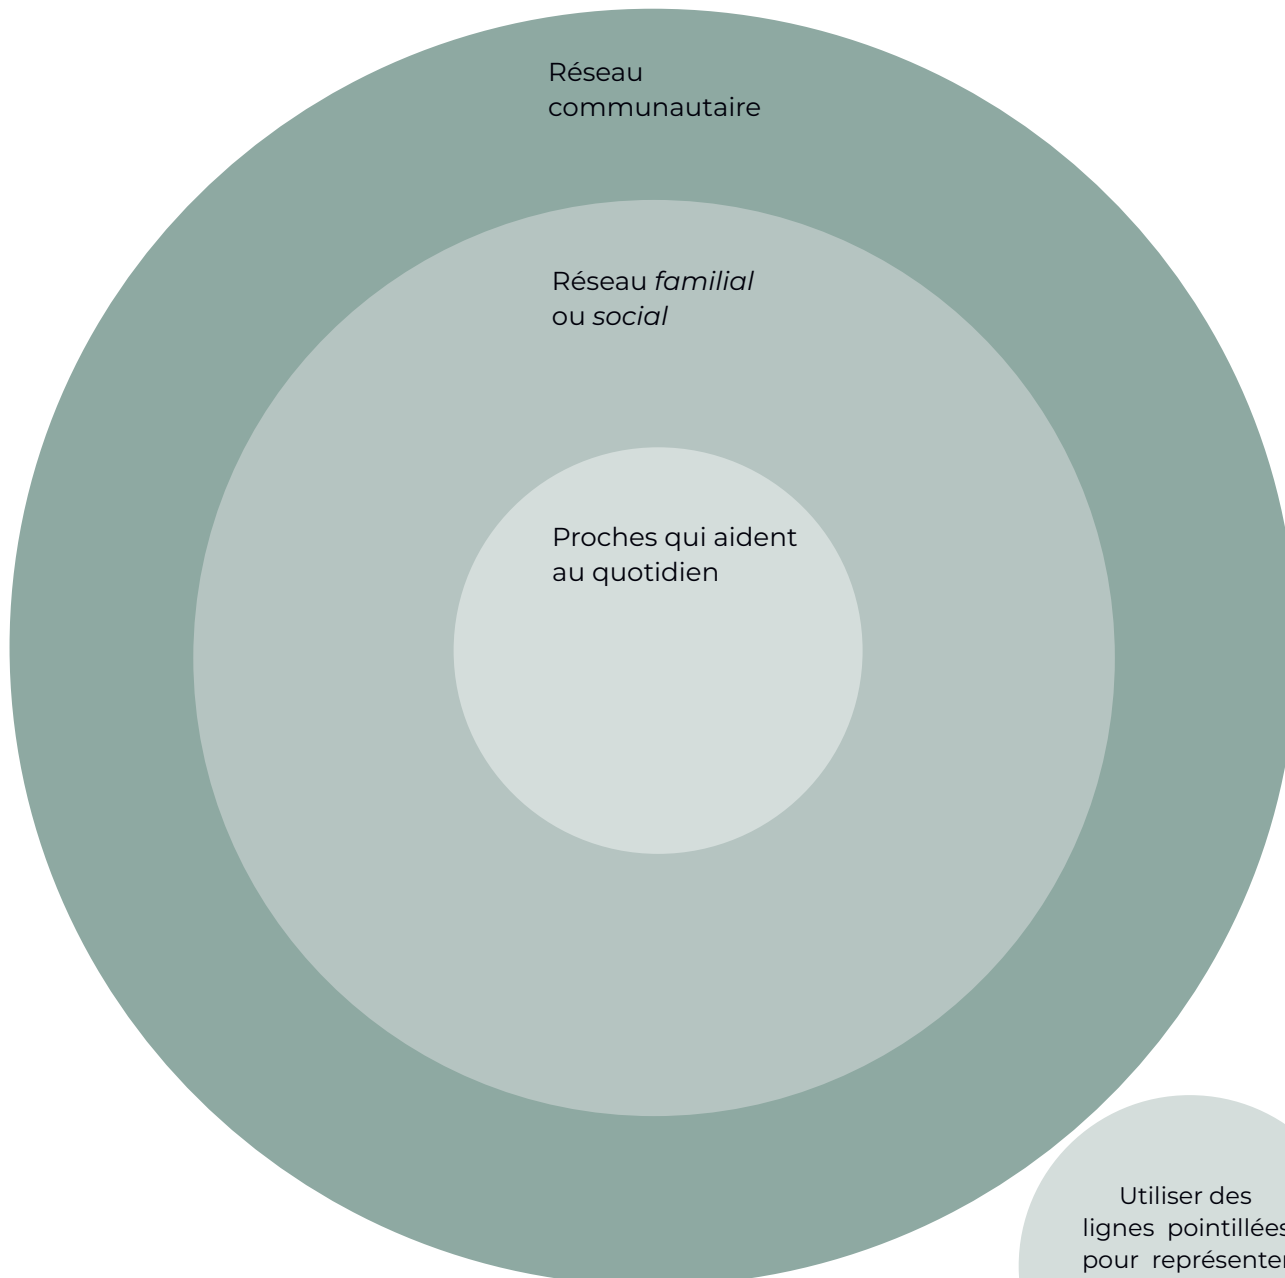 Réseau
communautaire
Réseau familial
ou social
Proches qui aident
au quotidien
Utiliser des
lignes pointillées
pour représenter